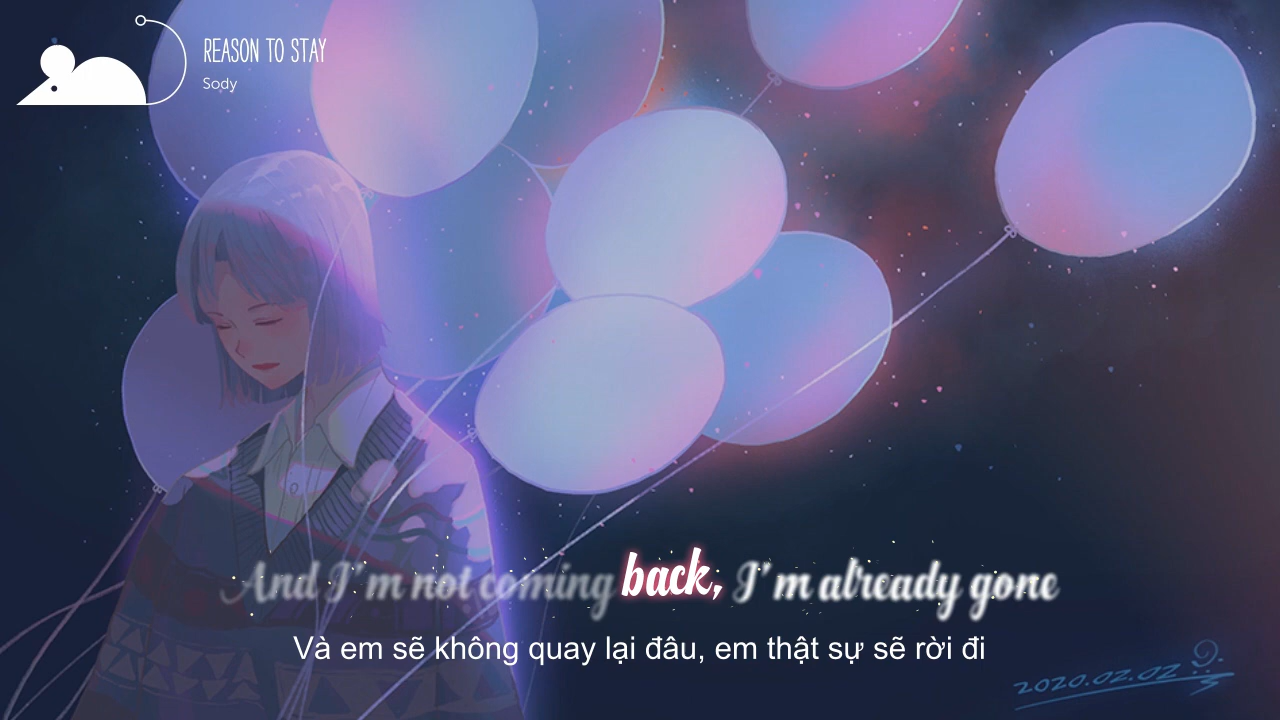 REASON TO STAY
Sody
And I'm not coming back, I'm already gone
Và em sẽ không quay lại đâu, em thật sự sẽ rời đi
2020.02.02